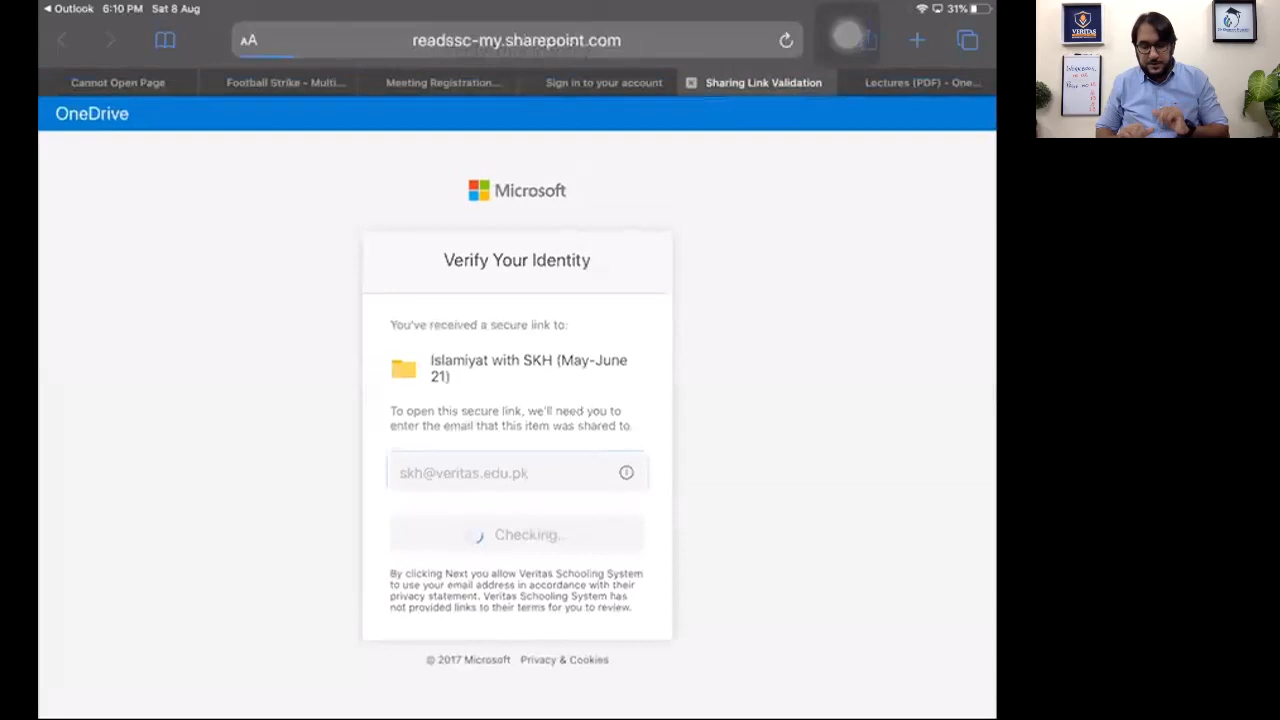 Outlook 6:10 PM Sat 8 Aug
31%
AA readssc-my.sharepoint.com
Cannot Open Page
Football Strike - Multi...
Meeting Registration...
Sign in to your account
Sharing Link Validation
Lectures (PDF) - One...
OneDrive
Microsoft
Verify Your Identity
You've received a secure link to:
Islamiyat with SKH (May-June
21)
To open this secure link, we'll need you to
enter the email that this item was shared to.
skh@veritas.edu.pk
Checking..
By clicking Next you allow Veritas Schooling System
to use your email address in accordance with their
privacy statement. Veritas Schooling System has
not provided links to their terms for you to review.
© 2017 Microsoft Privacy & Cookies
VERITAS